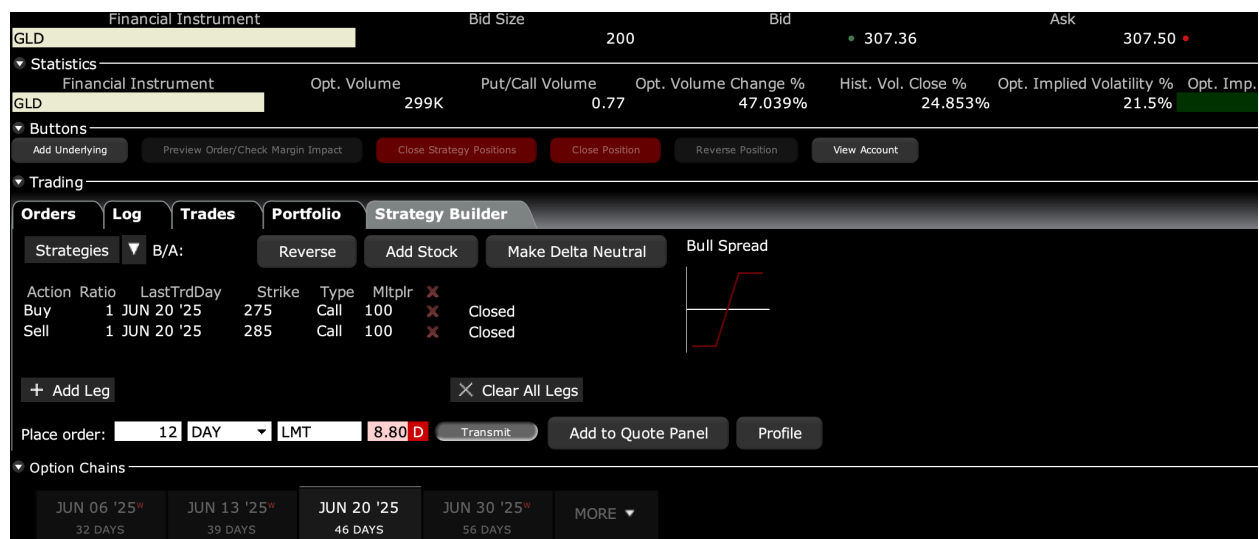 Financial Instrument Bid Size Bid Ask
GLD 200 307.36 307.50
Statistics
Financial Instrument Opt. Volume Put/Call Volume Opt. Volume Change % Hist. Vol. Close % Opt. Implied Volatility % Opt. Imp.
GLD 299K 0.77 47.039% 24.853% 21.5%
Buttons
Add Underlying Preview Order/Check Margin Impact Close Strategy Positions Close Position Reverse Position View Account
Trading
Orders Log Trades Portfolio Strategy Builder
Strategies B/A: Reverse Add Stock Make Delta Neutral Bull Spread
Action Ratio LastTrdDay Strike Type Mltplr
Buy 1 JUN 20 '25 275 Call 100 Closed
Sell 1 JUN 20 '25 285 Call 100 Closed
+ Add Leg Clear All Legs
Place order: 12 DAY LMT 8.80 D Transmit Add to Quote Panel Profile
Option Chains
JUN 06 '25W JUN 13 '25W JUN 20 '25 JUN 30 '25W MORE
32 DAYS 39 DAYS 46 DAYS 56 DAYS